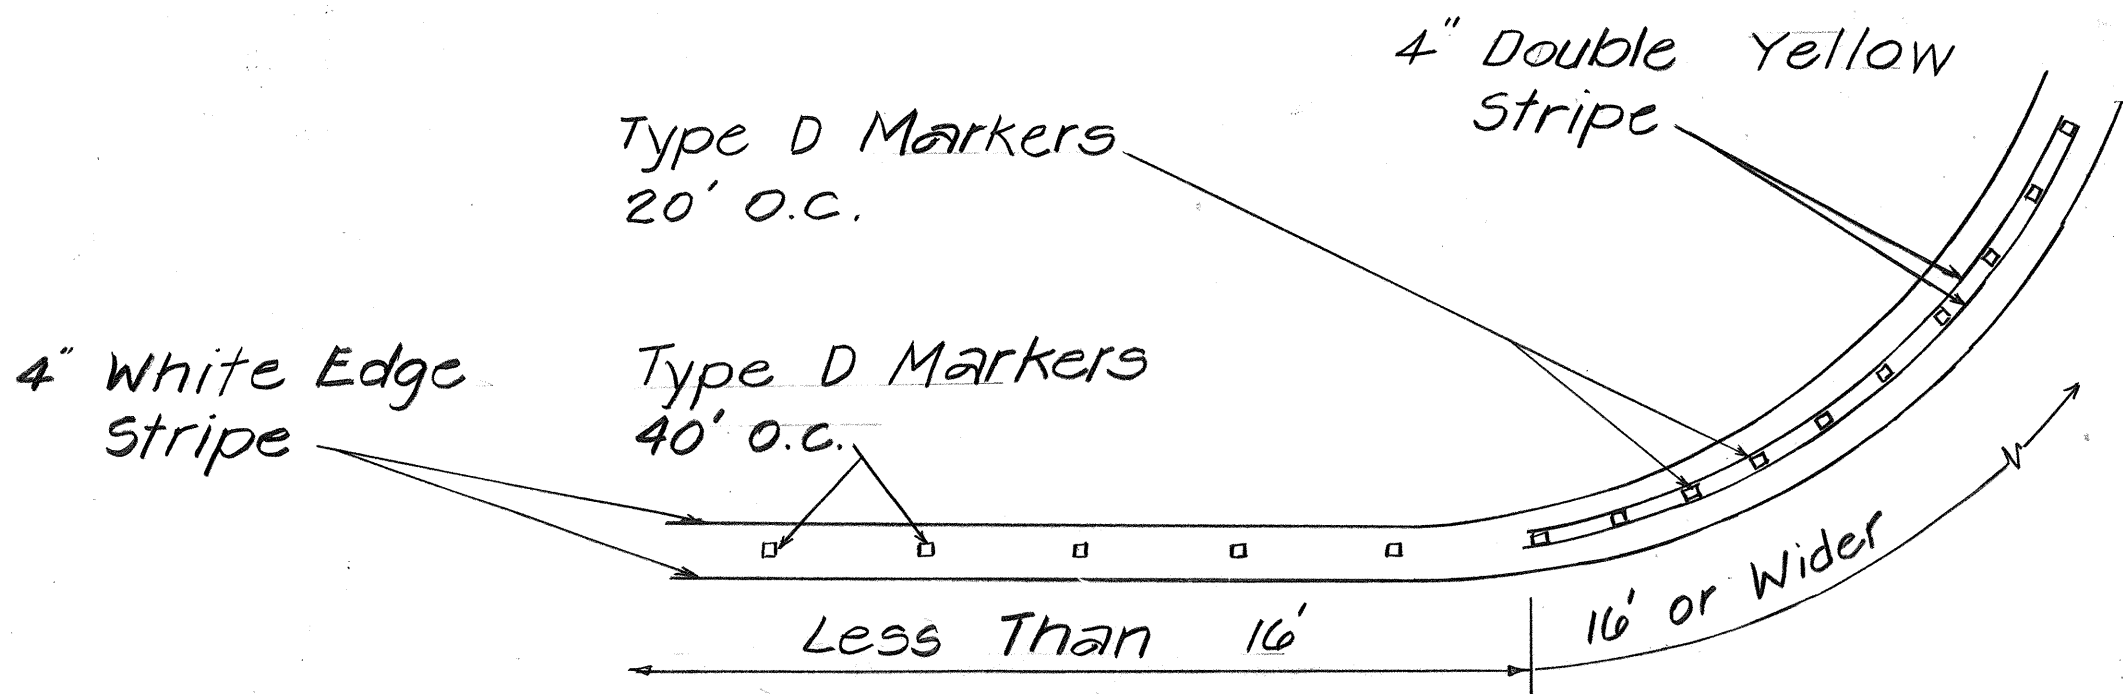 4" Double Yellow
Stripe
Type D Markers
20' O.C.
4" White Edge
Stripe
Type D Markers
40' O.C.
Less Than 16'
16' or Wider